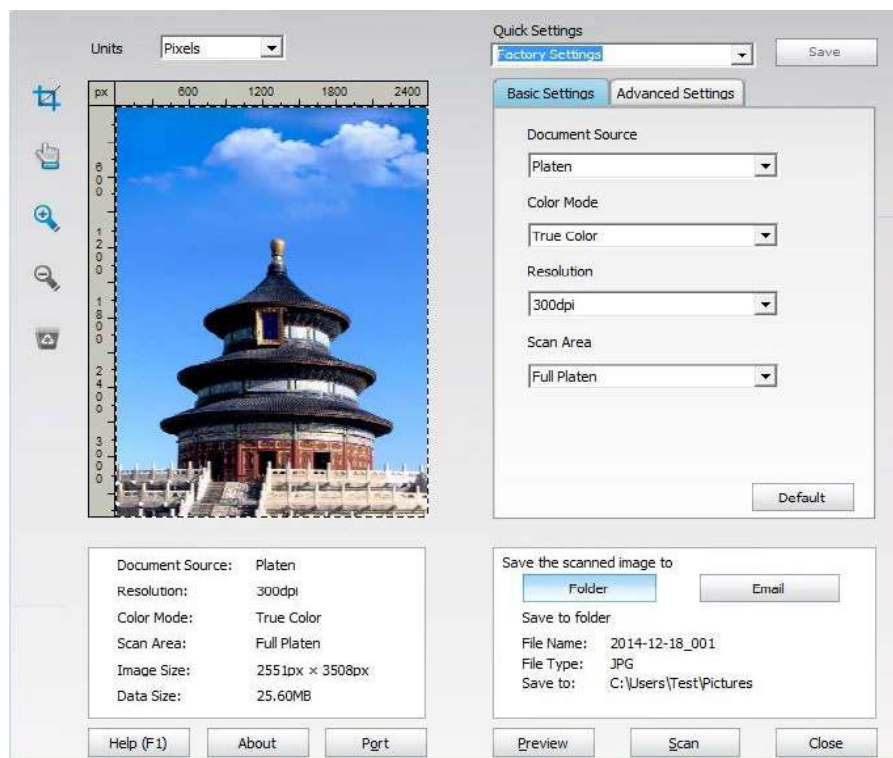 Units
Pixels
Quick Settings
Factory Settings
Save
px
600
1200
1800
2400
600
1200
1800
2400
3000
Basic Settings
Advanced Settings
Document Source
Platen
Color Mode
True Color
Resolution
300dpi
Scan Area
Full Platen
Default
Document Source: Platen
Resolution: 300dpi
Color Mode: True Color
Scan Area: Full Platen
Image Size: 2551px × 3508px
Data Size: 25.60MB
Save the scanned image to
Folder
Email
Save to folder
File Name: 2014-12-18_001
File Type: JPG
Save to: C:\Users\Test\Pictures
Help (F1)
About
Port
Preview
Scan
Close